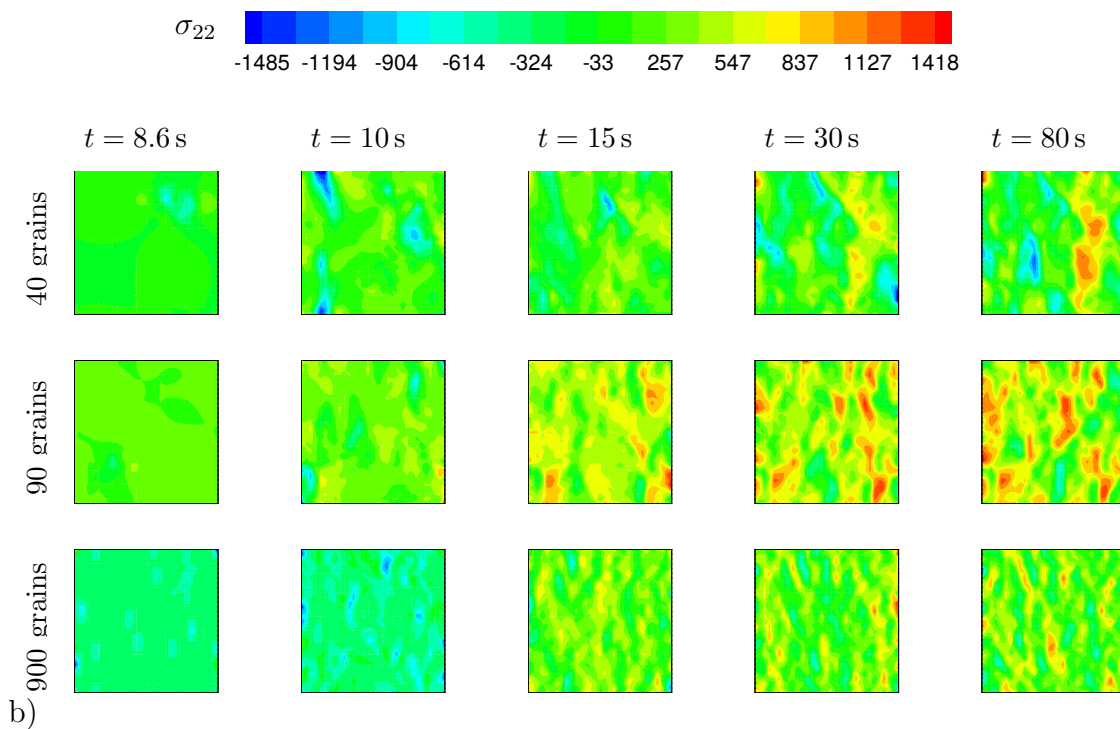 σ22
-1485 -1194 -904 -614 -324 -33 257 547 837 1127 1418
t = 8.6 s t = 10 s t = 15 s t = 30 s t = 80 s
40 grains
90 grains
900 grains
b)